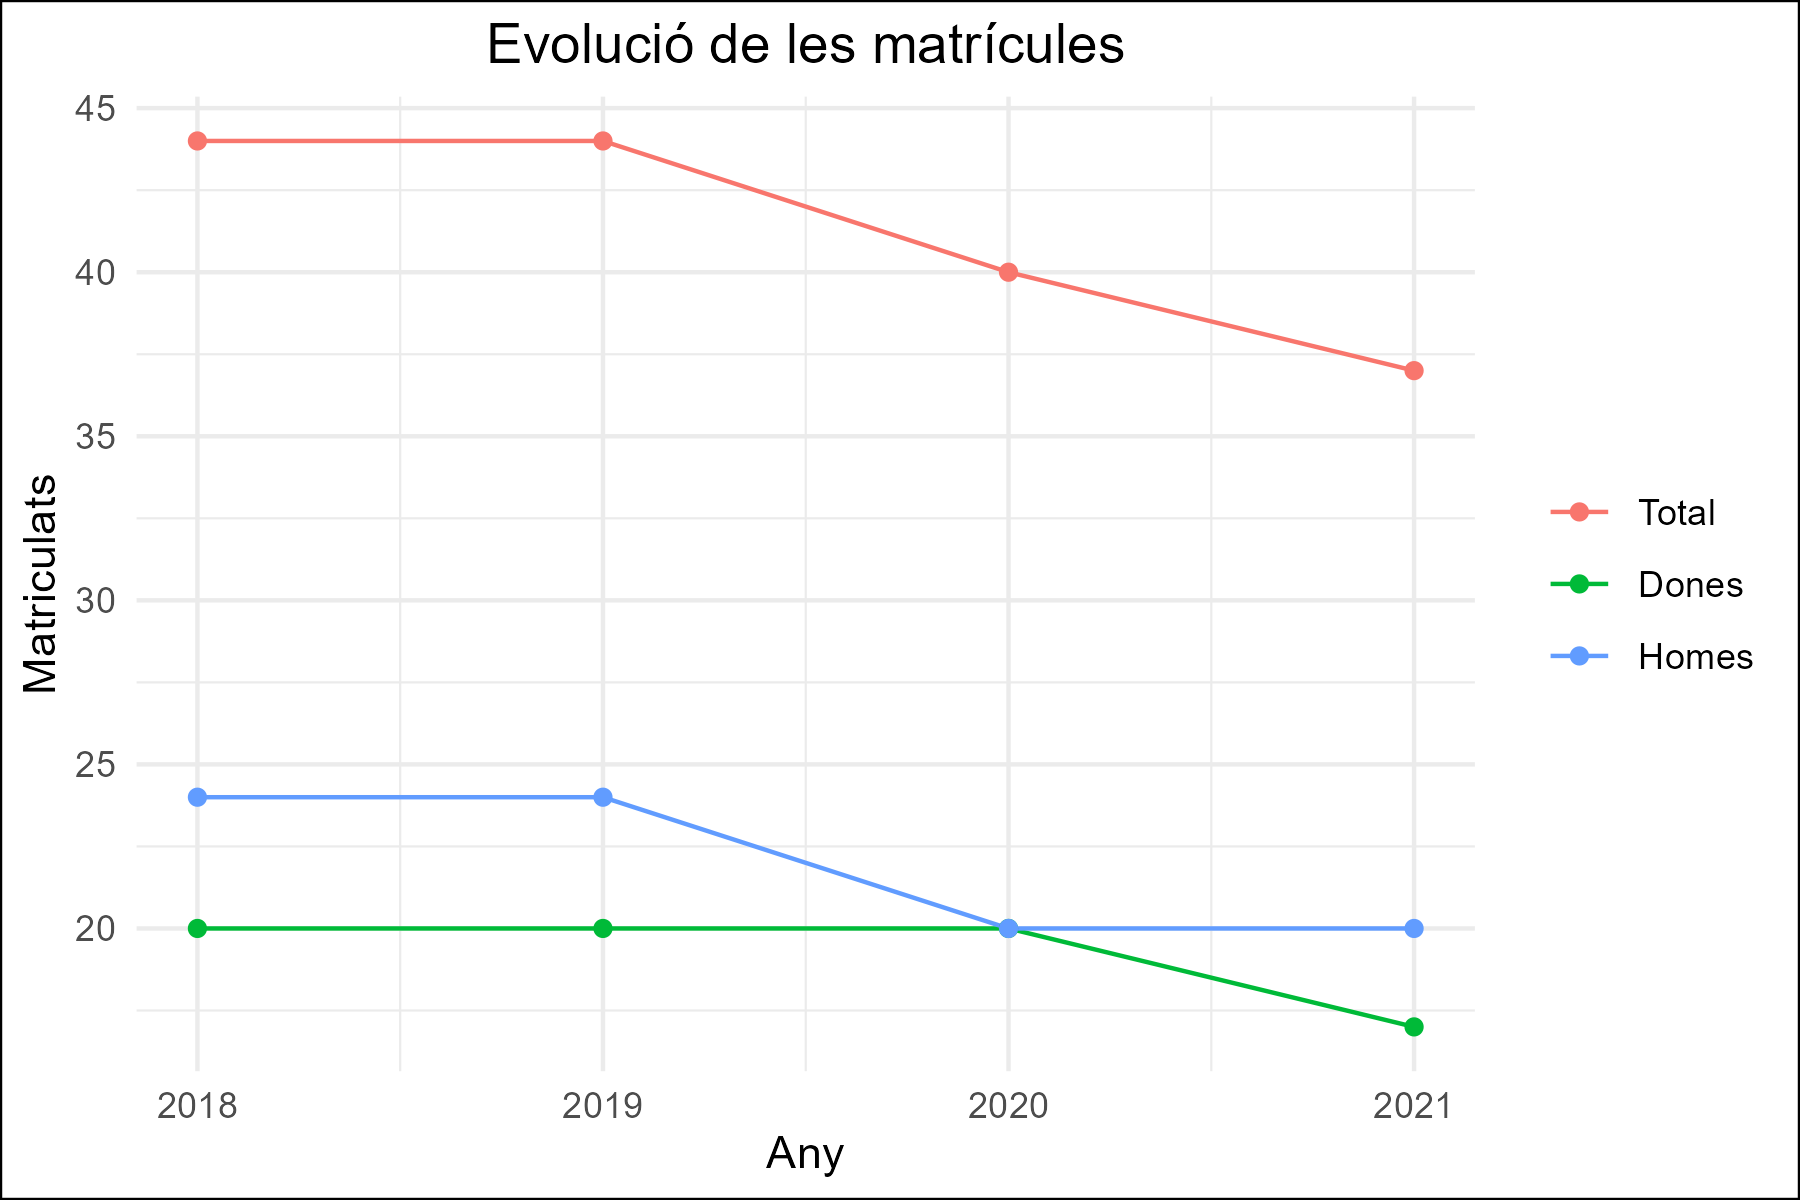 Evolució de les matrícules
Matriculats
45
40
35
30
25
20
2018 2019 2020 2021
Any
Total
Dones
Homes